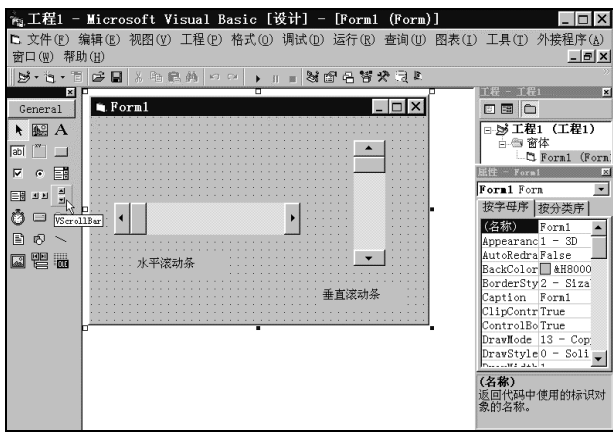 工程1 - Microsoft Visual Basic [设计] - [Form1 (Form)]
文件(F) 编辑(E) 视图(V) 工程(P) 格式(O) 调试(D) 运行(R) 查询(U) 图表(I) 工具(T) 外接程序(A)
窗口(W) 帮助(H)
General
A
ab|
VScrollBar
Form1
水平滚动条
垂直滚动条
工程 - 工程1
工程1 (工程1)
窗体
Form1 (Form
属性 - Form1
Form1 Form
按字母序 按分类序
(名称) Form1
Appearanc 1 - 3D
AutoRedra False
BackColor &H8000
BorderSty 2 - Siza
Caption Form1
ClipContr True
ControlBo True
DrawMode 13 - Cop
DrawStyle 0 - Soli
(名称)
返回代码中使用的标识对
象的名称。